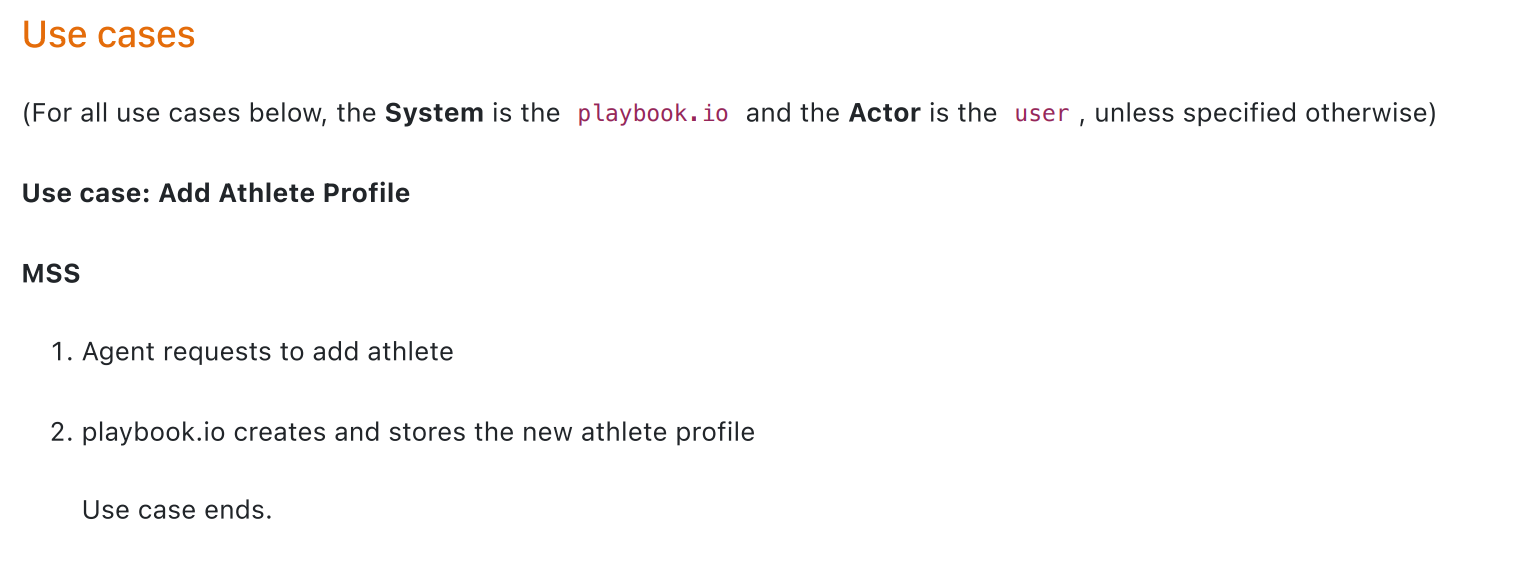 Use cases
(For all use cases below, the System is the playbook.io and the Actor is the user , unless specified otherwise)
Use case: Add Athlete Profile
MSS
1. Agent requests to add athlete
2. playbook.io creates and stores the new athlete profile
Use case ends.